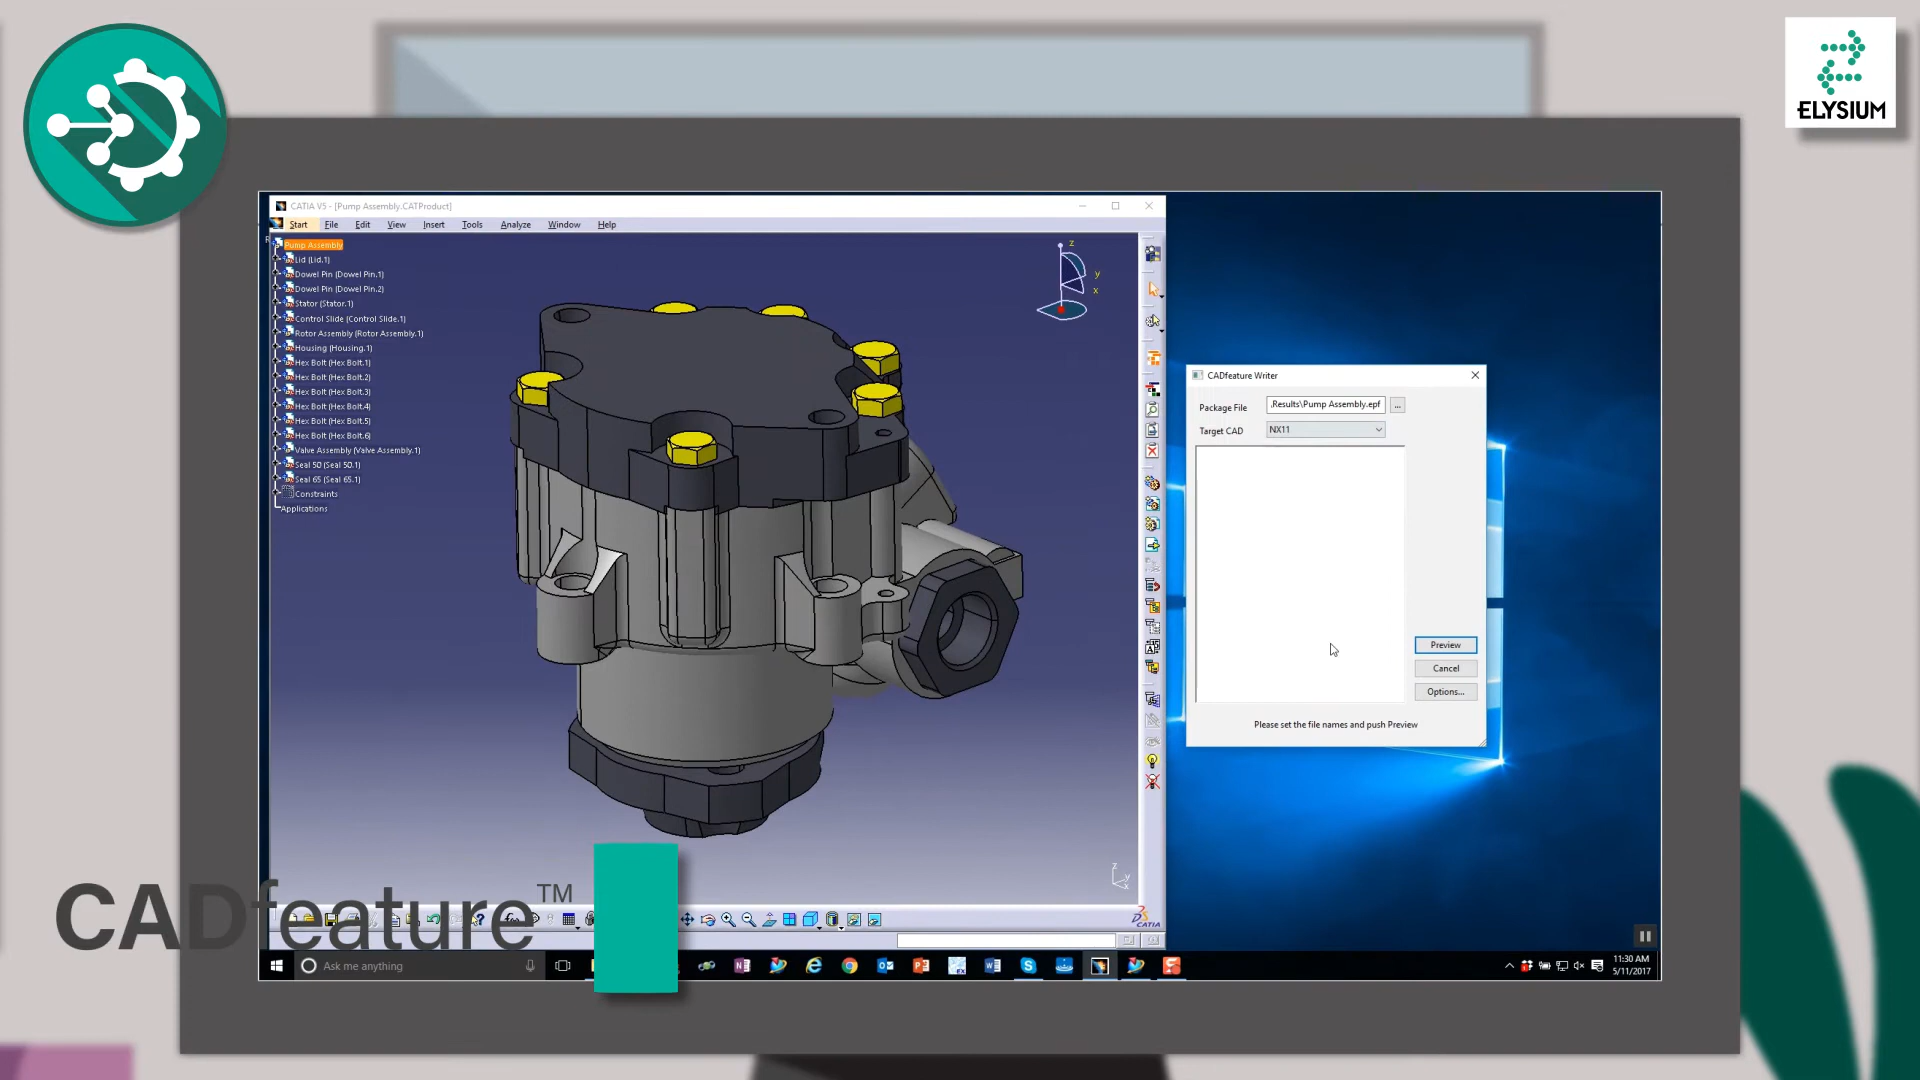 ELYSIUM
CATIA V5 - [Pump Assembly.CATProduct]
Start File Edit View Insert Tools Analyze Window Help
Pump Assembly
Lid (Lid.1)
Dowel Pin (Dowel Pin.1)
Dowel Pin (Dowel Pin.2)
Stator (Stator.1)
Control Slide (Control Slide.1)
Rotor Assembly (Rotor Assembly.1)
Housing (Housing.1)
Hex Bolt (Hex Bolt.1)
Hex Bolt (Hex Bolt.2)
Hex Bolt (Hex Bolt.3)
Hex Bolt (Hex Bolt.4)
Hex Bolt (Hex Bolt.5)
Hex Bolt (Hex Bolt.6)
Valve Assembly (Valve Assembly.1)
Seal 50 (Seal 50.1)
Seal 65 (Seal 65.1)
Constraints
Applications
z
y
x
CADfeature Writer
Package File .Results\Pump Assembly.epf ...
Target CAD NX11
Preview
Cancel
Options...
Please set the file names and push Preview
z
y
x
CATIA
CADfeature™
Ask me anything
11:30 AM
5/11/2017